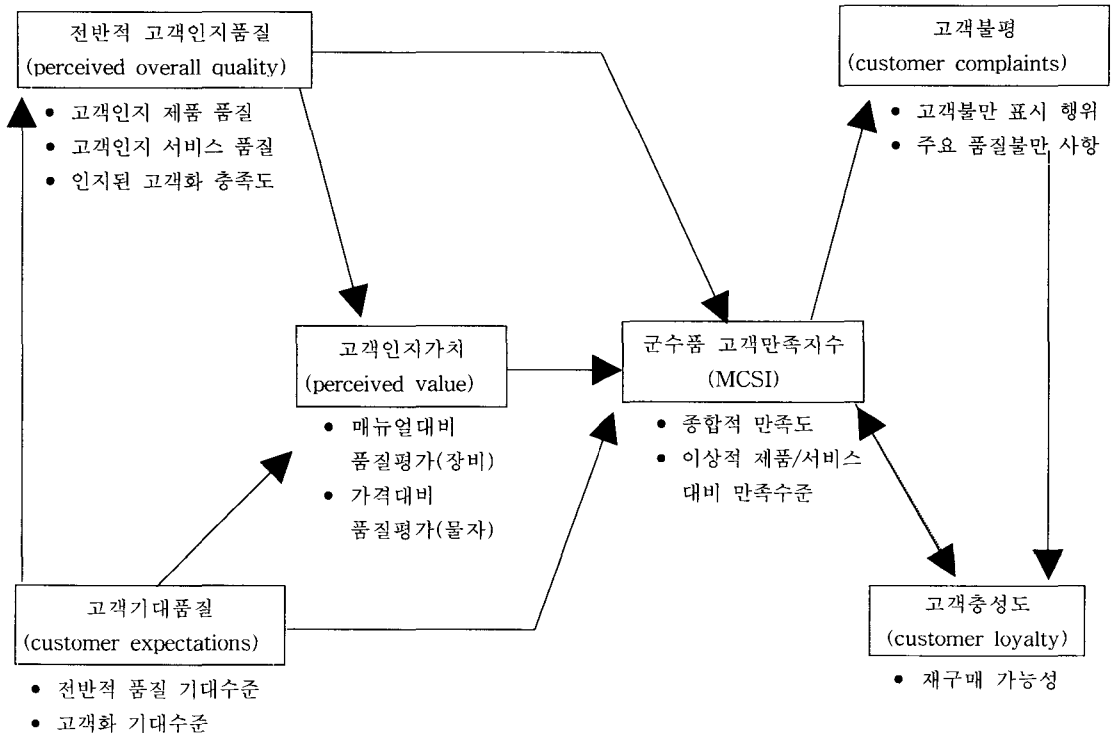 전반적 고객인지품질
(perceived overall quality)
• 고객인지 제품 품질
• 고객인지 서비스 품질
• 인지된 고객화 충족도
고객불평
(customer complaints)
• 고객불만 표시 행위
• 주요 품질불만 사항
고객인지가치
(perceived value)
• 매뉴얼대비
품질평가(장비)
• 가격대비
품질평가(물자)
군수품 고객만족지수
(MCSI)
• 종합적 만족도
• 이상적 제품/서비스
대비 만족수준
고객기대품질
(customer expectations)
• 전반적 품질 기대수준
• 고객화 기대수준
고객충성도
(customer loyalty)
• 재구매 가능성